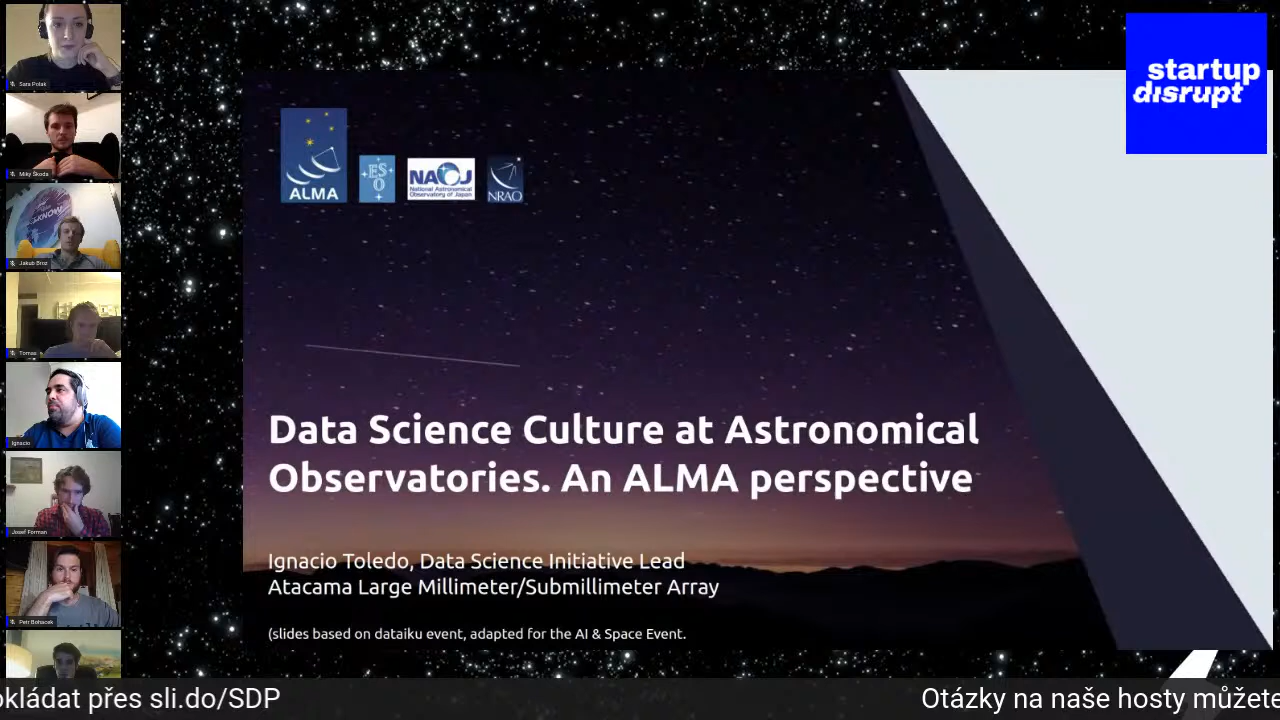 Sara Polak
Miky Škoda
Jakub Brož
Tomas
Ignacio
Josef Forman
Petr Bohacek
startup
disrupt
ALMA
ESO
NAOJ
National Astronomical
Observatory of Japan
NRAO
Data Science Culture at Astronomical
Observatories. An ALMA perspective
Ignacio Toledo, Data Science Initiative Lead
Atacama Large Millimeter/Submillimeter Array
(slides based on dataiku event, adapted for the AI & Space Event.
okládat přes sli.do/SDP
Otázky na naše hosty můžete